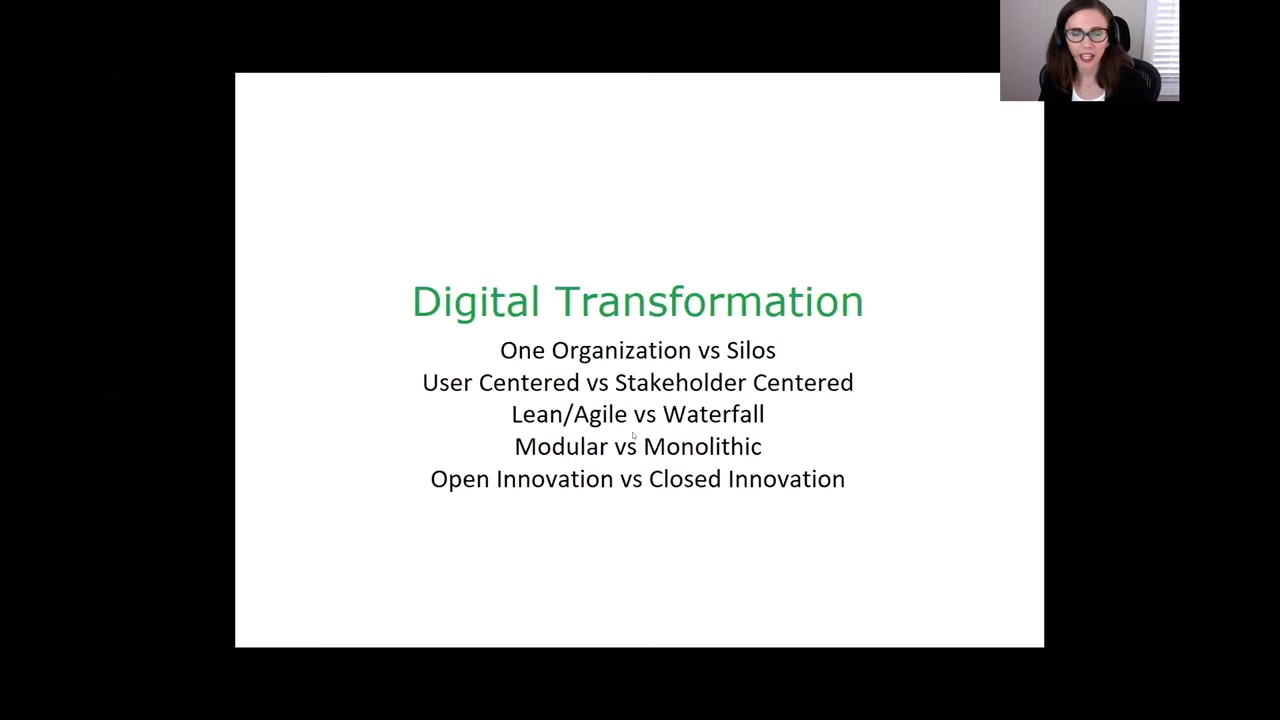 Digital Transformation
One Organization vs Silos
User Centered vs Stakeholder Centered
Lean/Agile vs Waterfall
Modular vs Monolithic
Open Innovation vs Closed Innovation